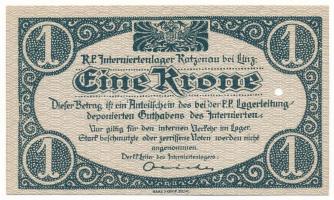 1 1
K.K. Interniertenlager Katzenau bei Linz.
Eine Krone
Dieser Betrag ist ein Anteilschein des bei der K.K. Lagerleitung
deponierten Guthabens des Internierten.
Nur giltig für den internen Verkehr im Lager.
Stark beschmutzte oder zerrissene Noten werden nicht
angenommen.
Der K.K. Leiter des Interniertenlagers:
1 1